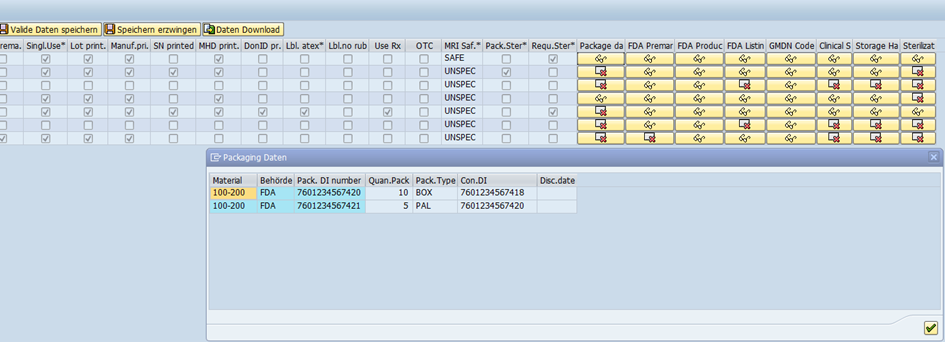 Valide Daten speichern Speichern erzwingen Daten Download
rema. Singl.Use* Lot print. Manuf.pri. SN printed MHD print. DonID pr. Lbl. atex* Lbl.no rub Use Rx OTC MRI Saf.* Pack.Ster* Requ.Ster* Package da FDA Premar FDA Produc FDA Listin GMDN Code Clinical S Storage Ha Sterilizat
SAFE
UNSPEC
UNSPEC
UNSPEC
UNSPEC
UNSPEC
UNSPEC
Packaging Daten
Material Behörde Pack. DI number Quan.Pack Pack.Type Con.DI Disc.date
100-200 FDA 7601234567420 10 BOX 7601234567418
100-200 FDA 7601234567421 5 PAL 7601234567420